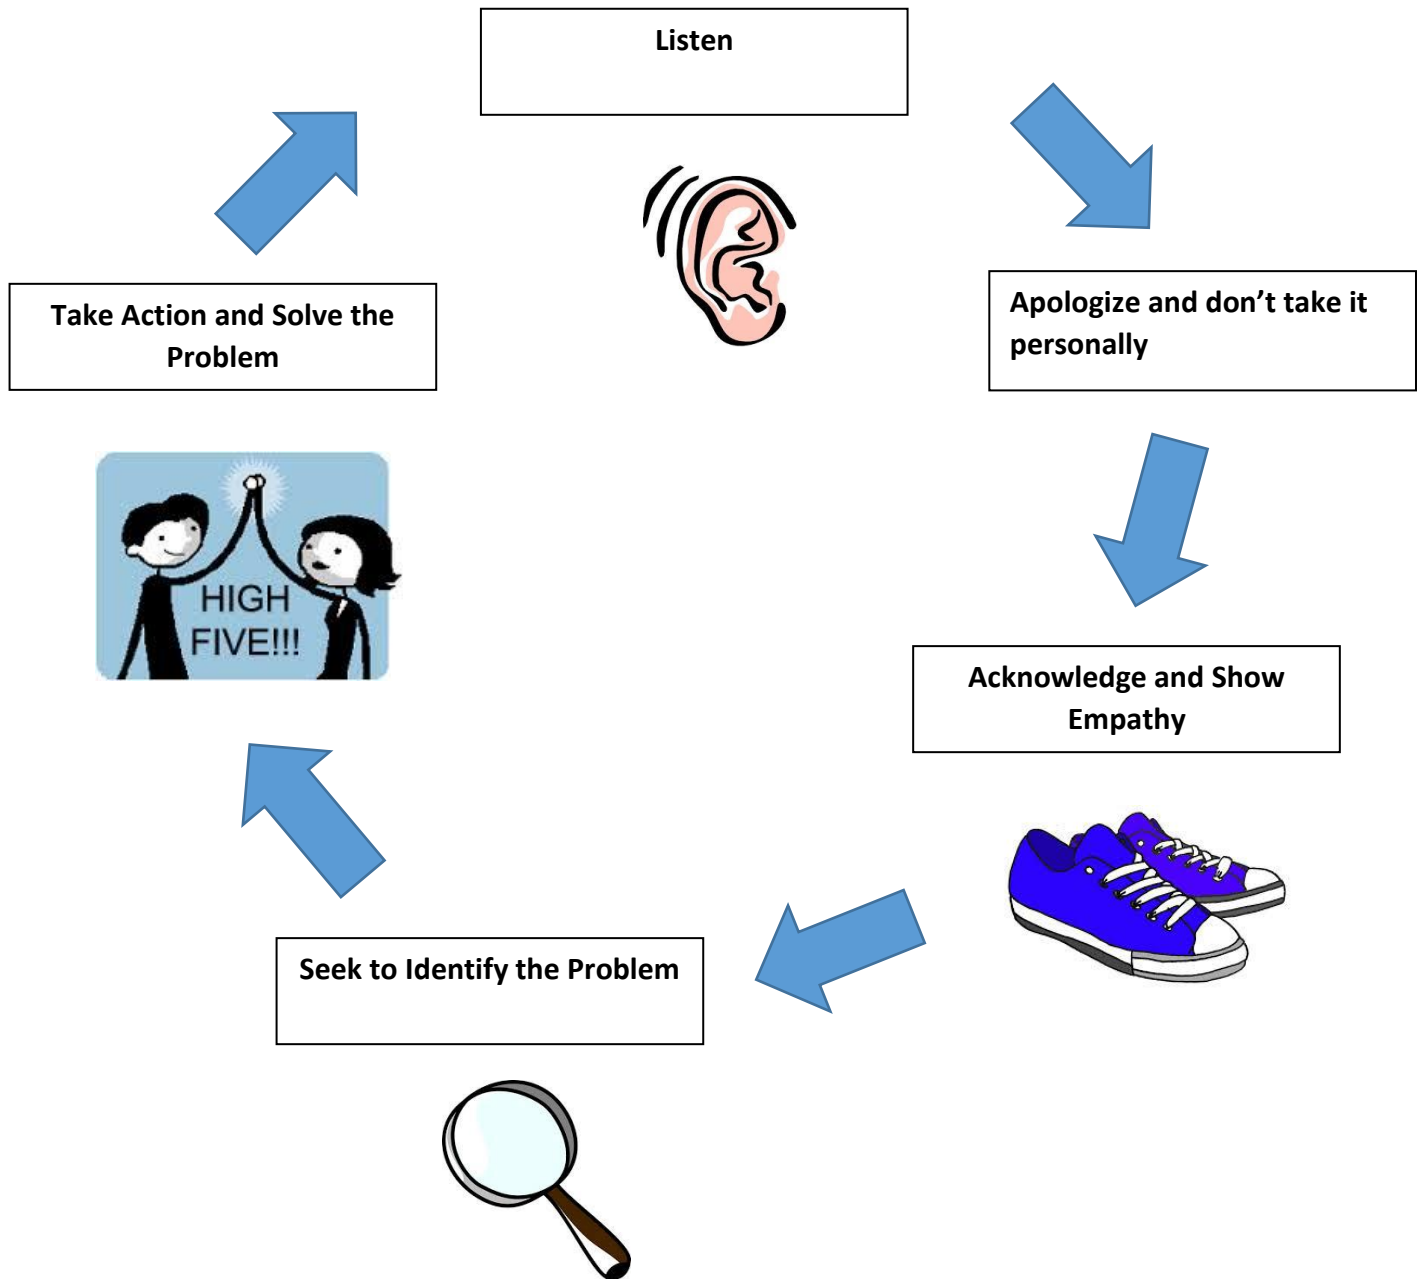 Listen
Apologize and don’t take it
personally
Acknowledge and Show
Empathy
Seek to Identify the Problem
Take Action and Solve the
Problem
HIGH
FIVE!!!